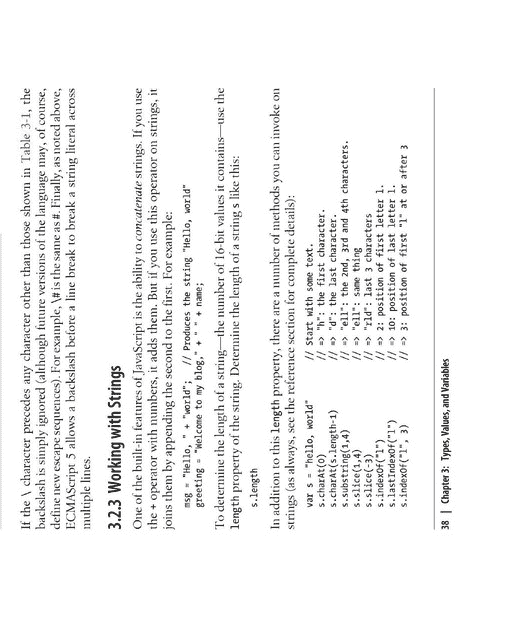 If the \ character precedes any character other than those shown in Table 3-1, the
backslash is simply ignored (although future versions of the language may, of course,
define new escape sequences). For example, \# is the same as #. Finally, as noted above,
ECMAScript 5 allows a backslash before a line break to break a string literal across
multiple lines.
3.2.3 Working with Strings
One of the built-in features of JavaScript is the ability to concatenate strings. If you use
the + operator with numbers, it adds them. But if you use this operator on strings, it
joins them by appending the second to the first. For example:
msg = "Hello, " + "world"; // Produces the string "Hello, world"
greeting = "Welcome to my blog," + " " + name;
To determine the length of a string—the number of 16-bit values it contains—use the
length property of the string. Determine the length of a string s like this:
s.length
In addition to this length property, there are a number of methods you can invoke on
strings (as always, see the reference section for complete details):
var s = "hello, world" // Start with some text.
s.charAt(0) // => "h": the first character.
s.charAt(s.length-1) // => "d": the last character.
s.substring(1,4) // => "ell": the 2nd, 3rd and 4th characters.
s.slice(1,4) // => "ell": same thing
s.slice(-3) // => "rld": last 3 characters
s.indexOf("l") // => 2: position of first letter l.
s.lastIndexOf("l") // => 10: position of last letter l.
s.indexOf("l", 3) // => 3: position of first "l" at or after 3
38 | Chapter 3: Types, Values, and Variables